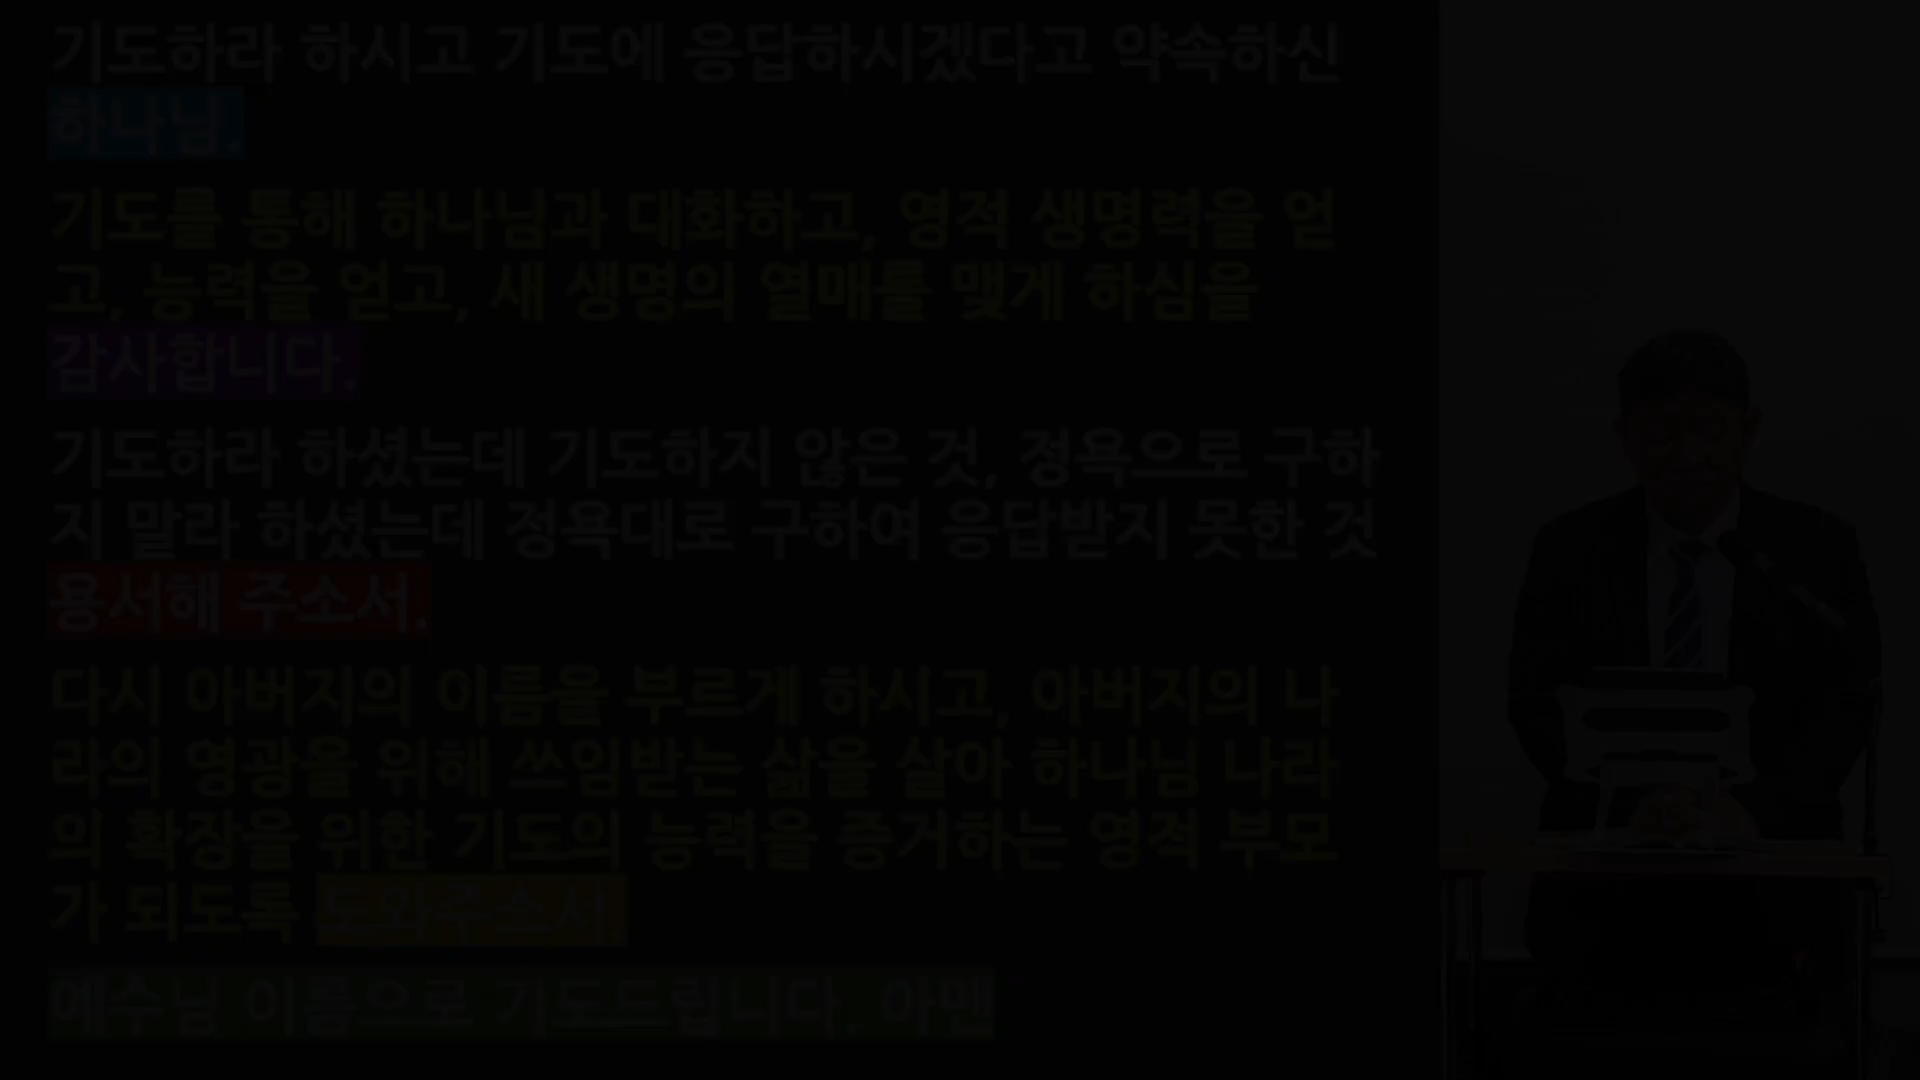 기도하라 하시고 기도에 응답하시겠다고 약속하신
하나님.
기도를 통해 하나님과 대화하고, 영적 생명력을 얻
고, 능력을 얻고, 새 생명의 열매를 맺게 하심을
감사합니다.
기도하라 하셨는데 기도하지 않은 것, 정욕으로 구하
지 말라 하셨는데 정욕대로 구하여 응답받지 못한 것
용서해 주소서.
다시 아버지의 이름을 부르게 하시고, 아버지의 나
라의 영광을 위해 쓰임받는 삶을 살아 하나님 나라
의 확장을 위한 기도의 능력을 증거하는 영적 부모
가 되도록 도와주소서.
예수님 이름으로 기도드립니다. 아멘